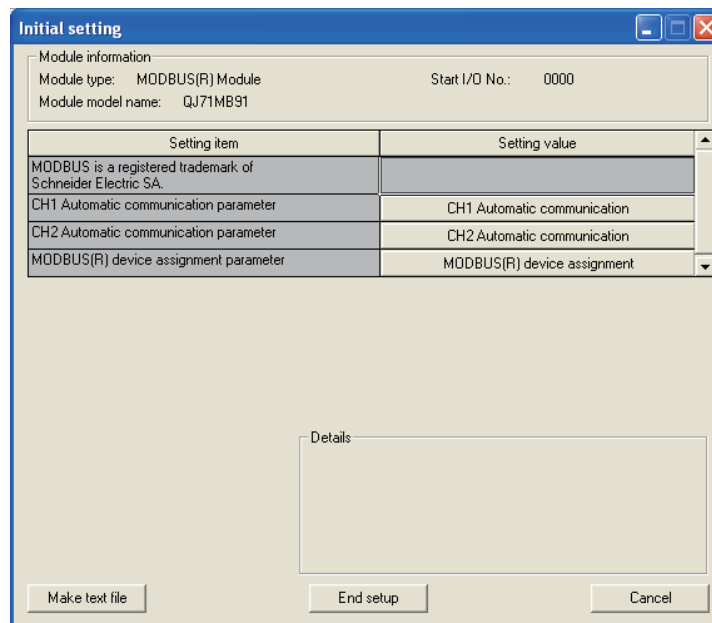 Initial setting
Module information
Module type: MODBUS(R) Module Start I/O No.: 0000
Module model name: QJ71MB91
Setting item Setting value
MODBUS is a registered trademark of
Schneider Electric SA.
CH1 Automatic communication parameter CH1 Automatic communication
CH2 Automatic communication parameter CH2 Automatic communication
MODBUS(R) device assignment parameter MODBUS(R) device assignment
Details
Make text file End setup Cancel